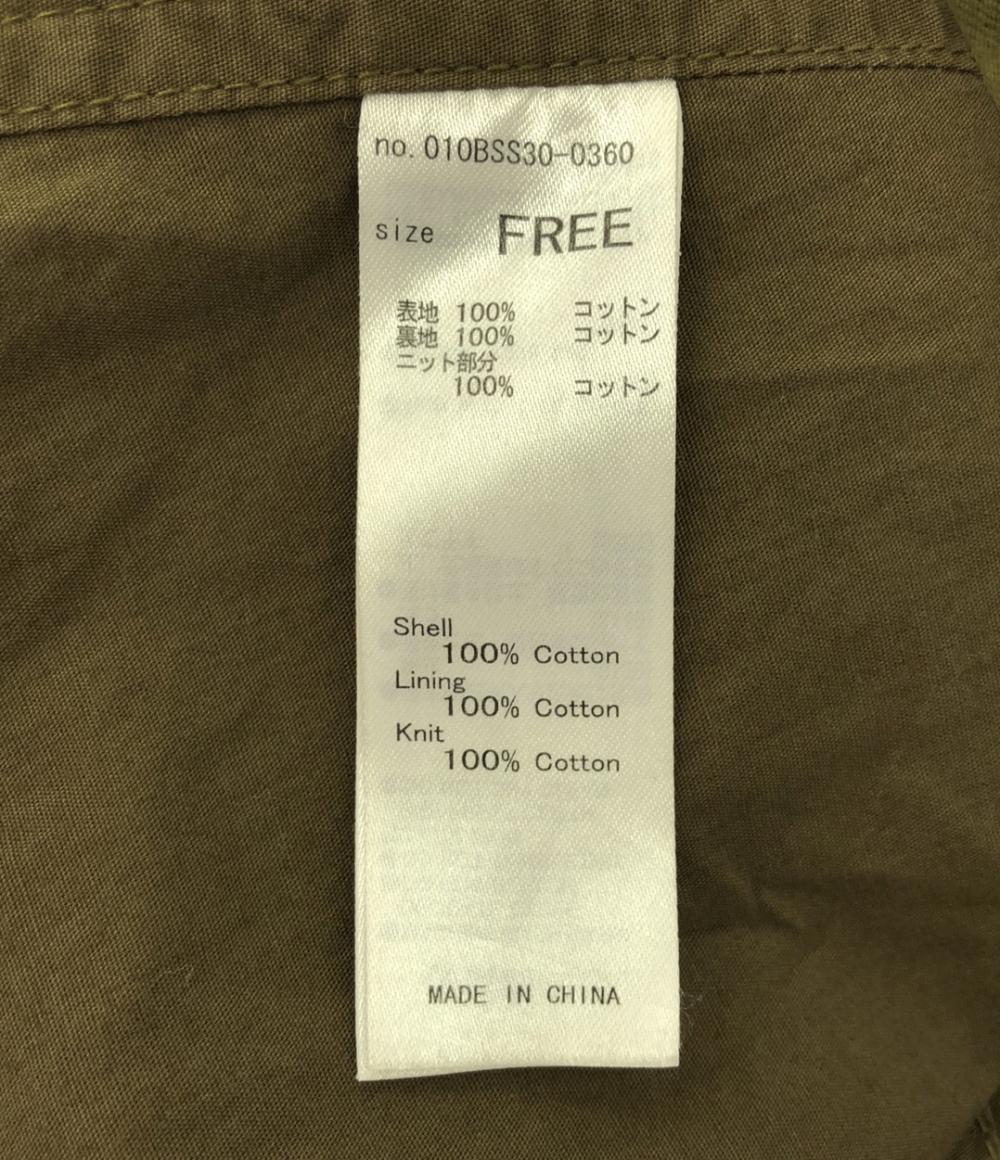 no. 010BSS30-0360
size FREE
表地 100% コットン
裏地 100% コットン
ニット部分
100% コットン
Shell
100% Cotton
Lining
100% Cotton
Knit
100% Cotton
MADE IN CHINA